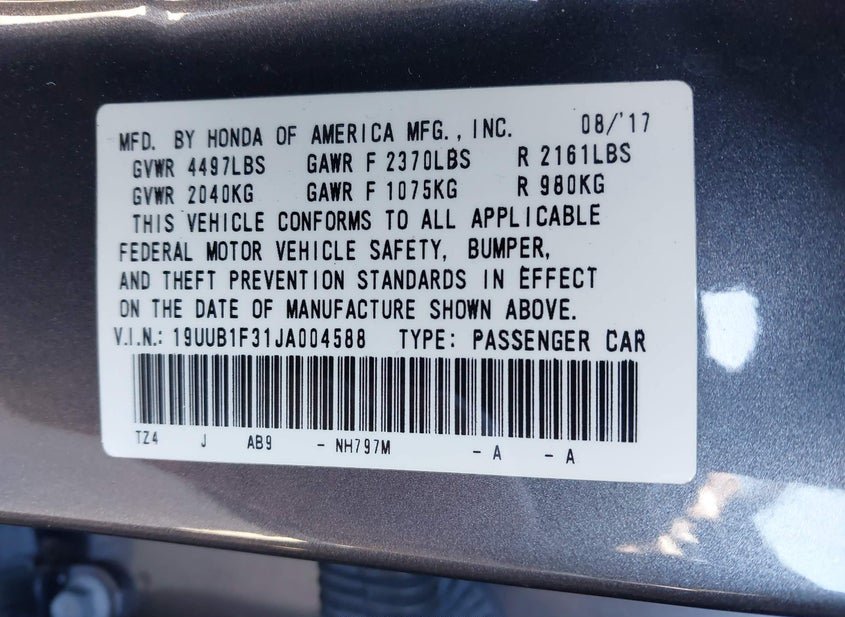 MFD. BY HONDA OF AMERICA MFG., INC. 08/'17
GVWR 4497LBS GAWR F 2370LBS R 2161LBS
GVWR 2040KG GAWR F 1075KG R 980KG
THIS VEHICLE CONFORMS TO ALL APPLICABLE
FEDERAL MOTOR VEHICLE SAFETY, BUMPER,
AND THEFT PREVENTION STANDARDS IN EFFECT
ON THE DATE OF MANUFACTURE SHOWN ABOVE.
V.I.N.: 19UUB1F31JA004588 TYPE: PASSENGER CAR
TZ4 J AB9 - NH797M - A - A